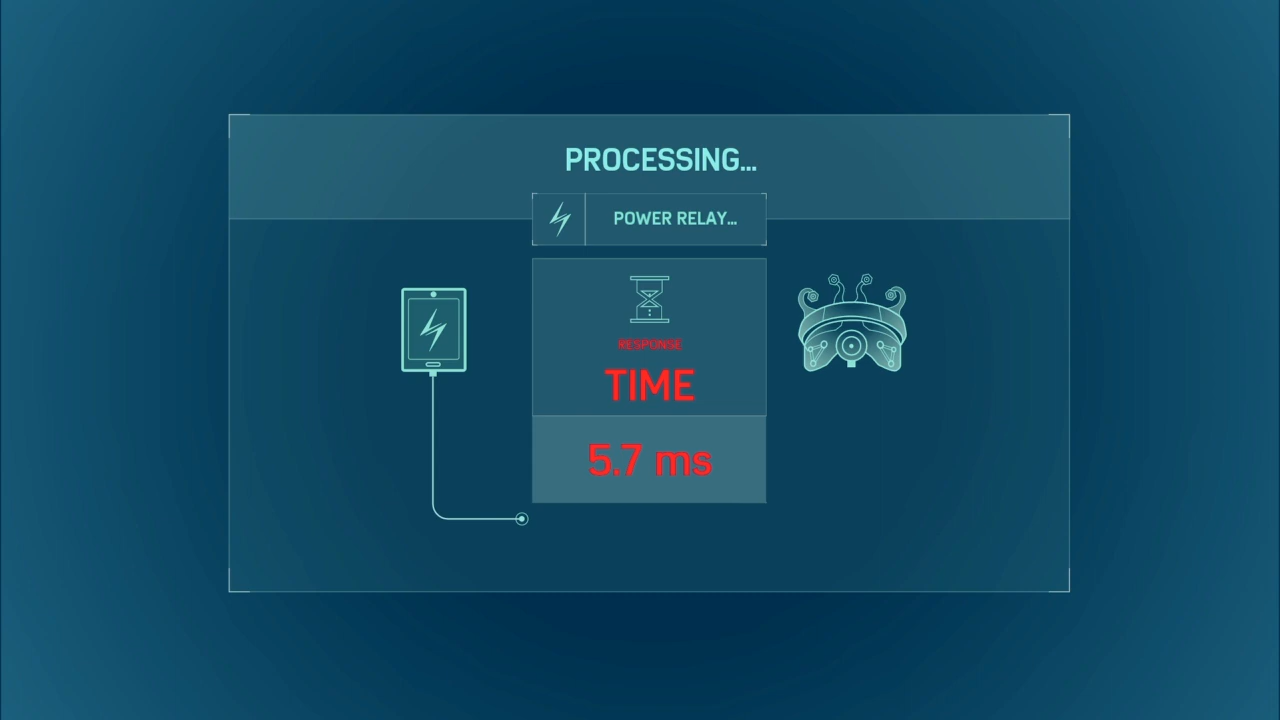 PROCESSING...
POWER RELAY...
RESPONSE
TIME
5.7 ms